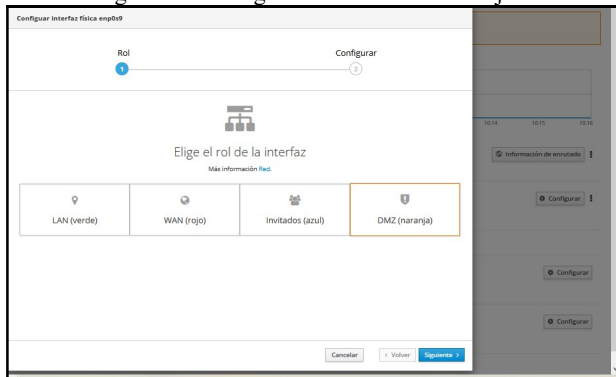 Configuar interfaz física enp0s9
Rol
Configurar
1
2
Elige el rol de la interfaz
Más información Red.
LAN (verde)
WAN (rojo)
Invitados (azul)
DMZ (naranja)
Cancelar
< Volver
Siguiente >
10:14 10:15 10:16
Información de enrutado
Configurar
Configurar
Configurar